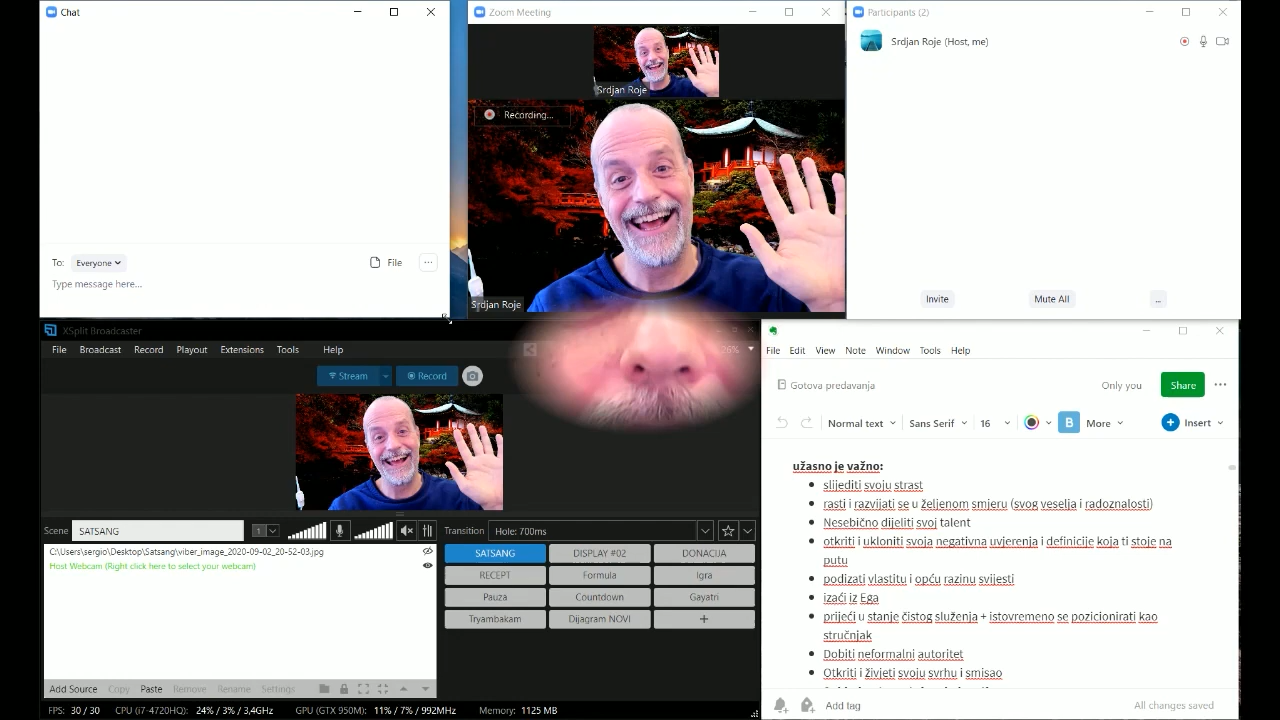 Chat
To: Everyone
File
...
Type message here...
Zoom Meeting
Srdjan Roje
Recording...
Srdjan Roje
Participants (2)
Srdjan Roje (Host, me)
Invite
Mute All
...
XSplit Broadcaster
File Broadcast Record Playout Extensions Tools Help
26%
Stream Record
Scene SATSANG 1 Transition Hole: 700ms
C:\Users\sergio\Desktop\Satsang\viber_image_2020-09-02_20-52-03.jpg
Host Webcam (Right click here to select your webcam)
SATSANG DISPLAY #02 DONACIJA
RECEPT Formula Igra
Pauza Countdown Gayatri
Tryambakam Dijagram NOVI +
Add Source Copy Paste Remove Rename Settings
FPS: 30 / 30 CPU (i7-4720HQ) 24% / 3% / 3,4GHz GPU (GTX 950M): 11% / 7% / 992MHz Memory: 1125 MB
File Edit View Note Window Tools Help
Gotova predavanja
Only you
Share
...
Normal text Sans Serif 16 B More Insert
užasno je važno:
• slijediti svoju strast
• rasti i razvijati se u željenom smjeru (svog veselja i radoznalosti)
• Nesebično dijeliti svoj talent
• otkriti i ukloniti svoja negativna uvjerenja i definicije koja ti stoje na
putu
• podizati vlastitu i opću razinu svijesti
• izaći iz Ega
• prijeći u stanje čistog služenja + istovremeno se pozicionirati kao
stručnjak
• Dobiti neformalni autoritet
• Otkriti i živjeti svoju svrhu i smisao
Add tag
All changes saved